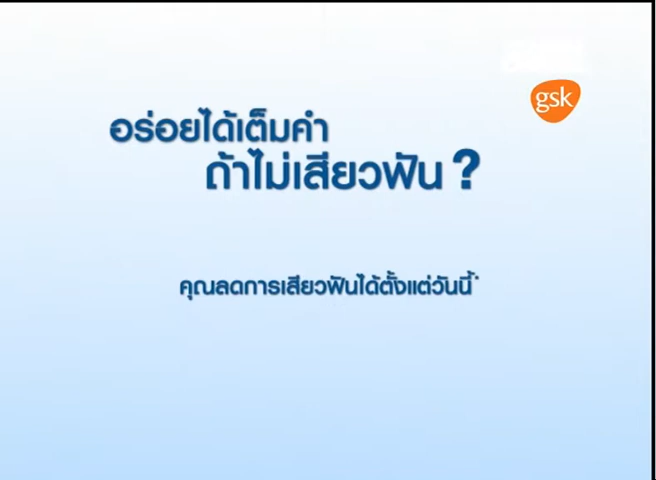 gsk
อร่อยได้เต็มคำ
ถ้าไม่เสียวฟัน ?
คุณลดการเสียวฟันได้ตั้งแต่วันนี้*